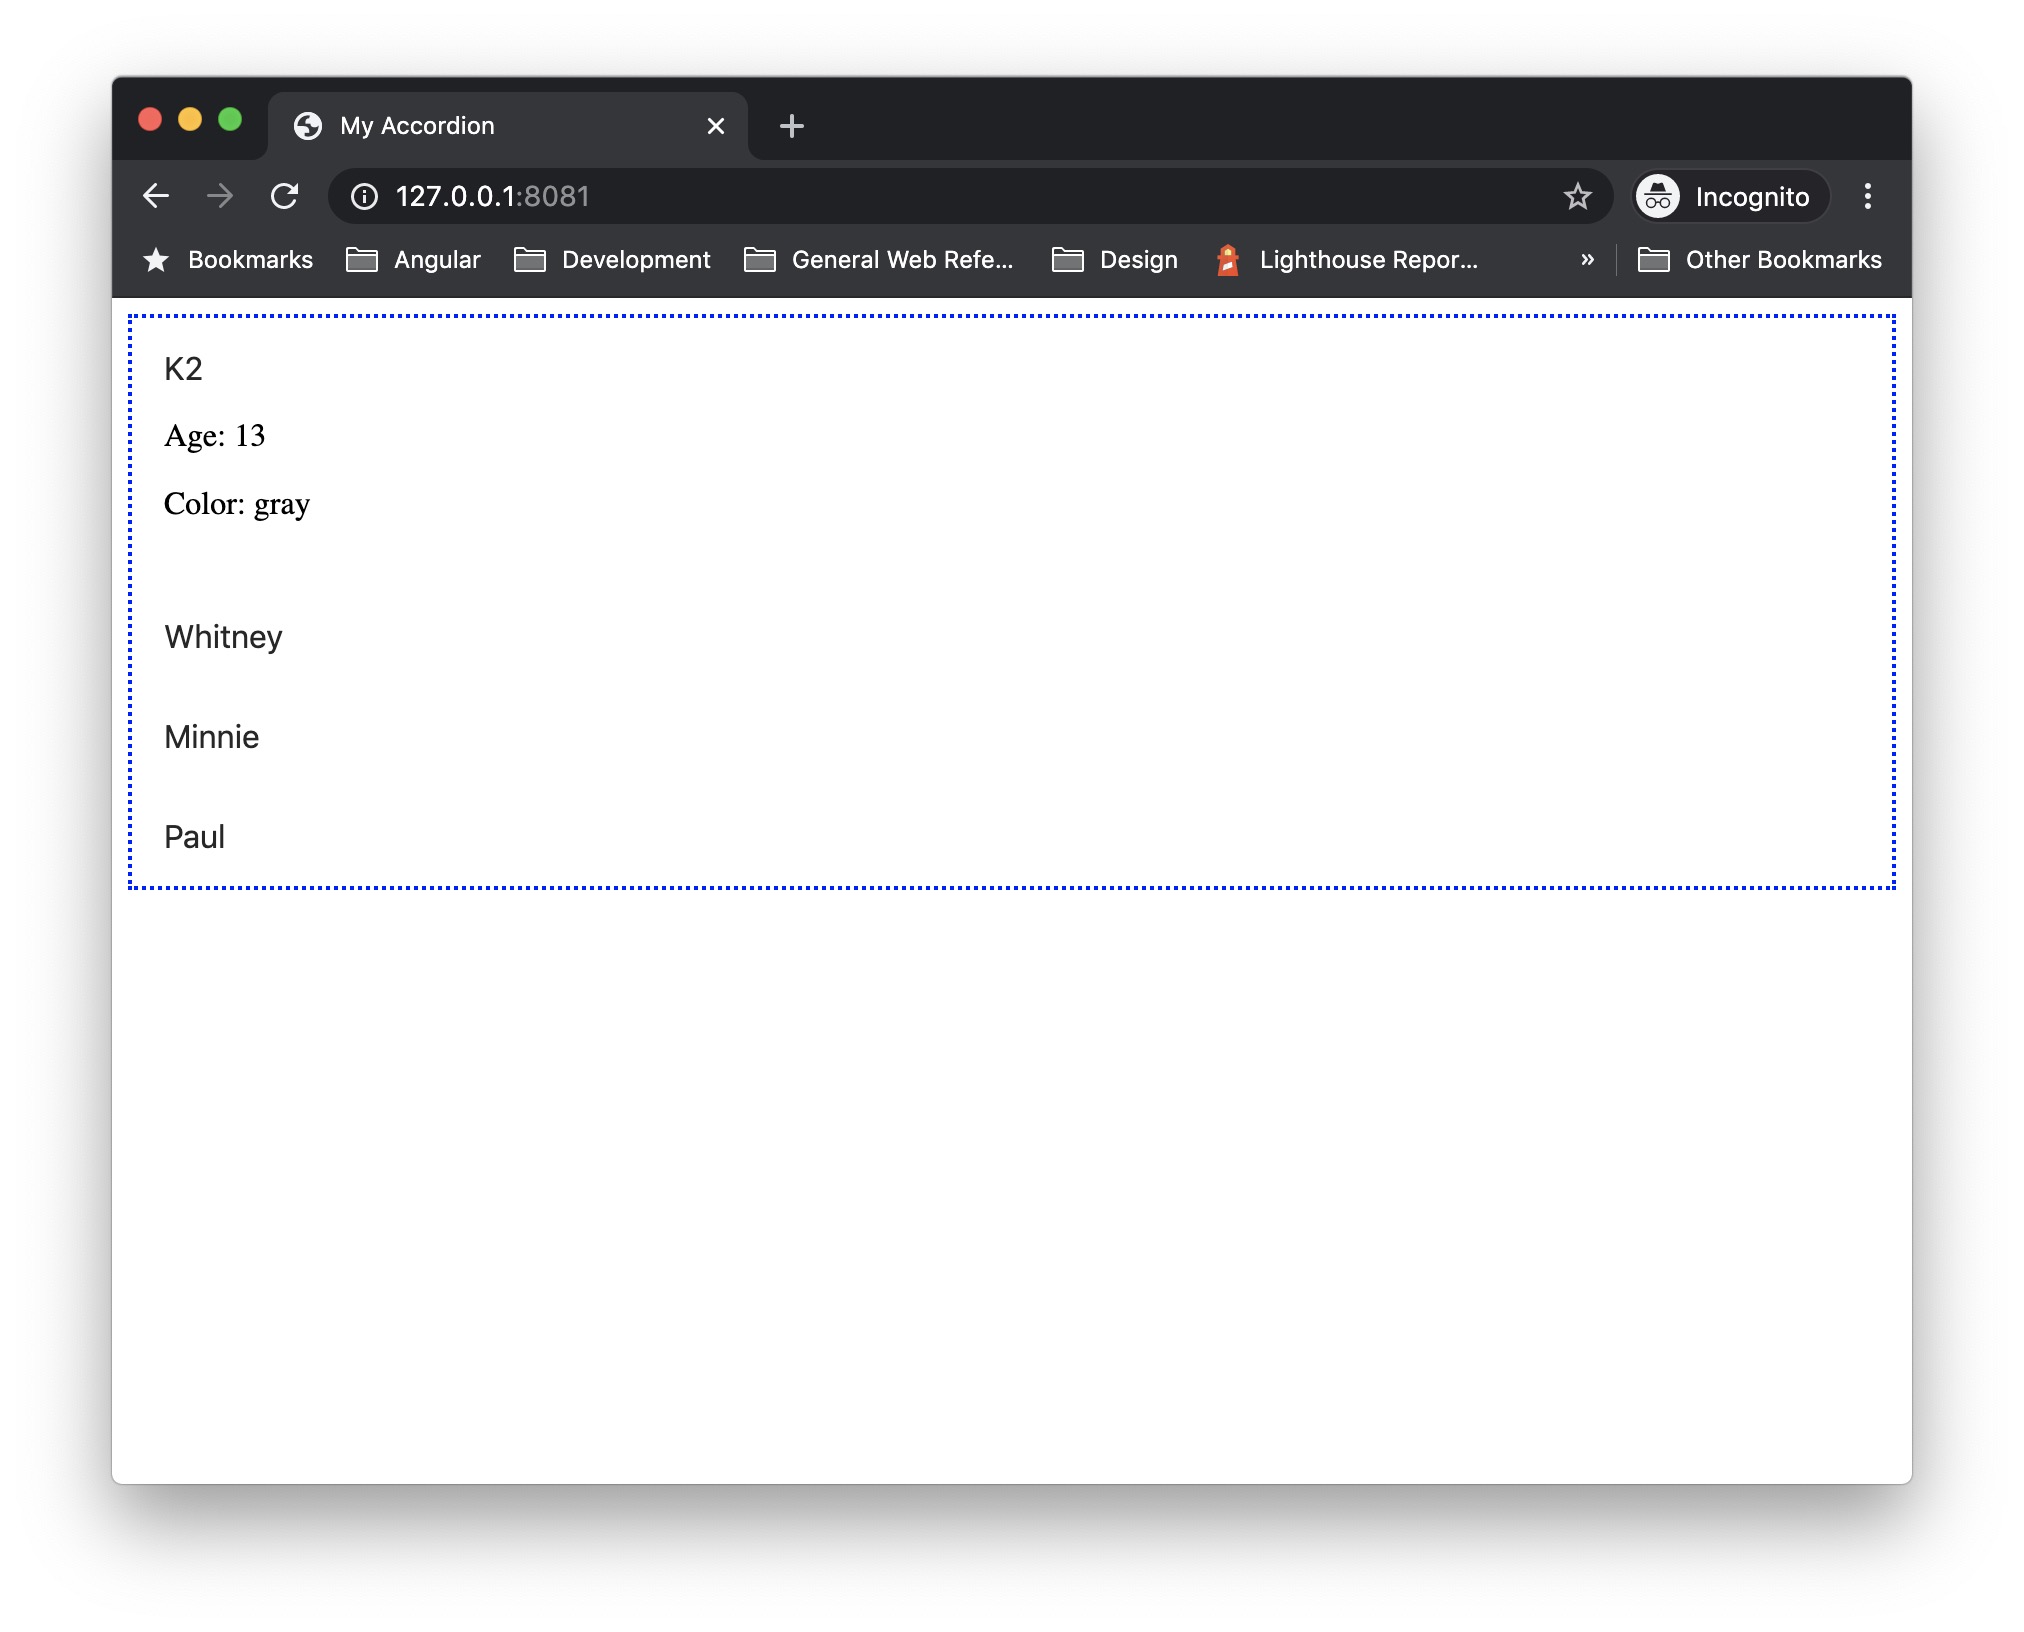 My Accordion
127.0.0.1:8081 Incognito
Bookmarks Angular Development General Web Refe... Design Lighthouse Repor... » Other Bookmarks
K2
Age: 13
Color: gray
Whitney
Minnie
Paul